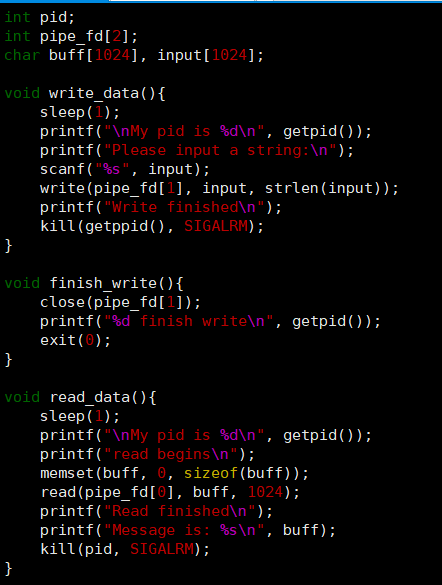 int pid;
int pipe_fd[2];
char buff[1024], input[1024];

void write_data(){
    sleep(1);
    printf("\nMy pid is %d\n", getpid());
    printf("Please input a string:\n");
    scanf("%s", input);
    write(pipe_fd[1], input, strlen(input));
    printf("Write finished\n");
    kill(getppid(), SIGALRM);
}

void finish_write(){
    close(pipe_fd[1]);
    printf("%d finish write\n", getpid());
    exit(0);
}

void read_data(){
    sleep(1);
    printf("\nMy pid is %d\n", getpid());
    printf("read begins\n");
    memset(buff, 0, sizeof(buff));
    read(pipe_fd[0], buff, 1024);
    printf("Read finished\n");
    printf("Message is: %s\n", buff);
    kill(pid, SIGALRM);
}